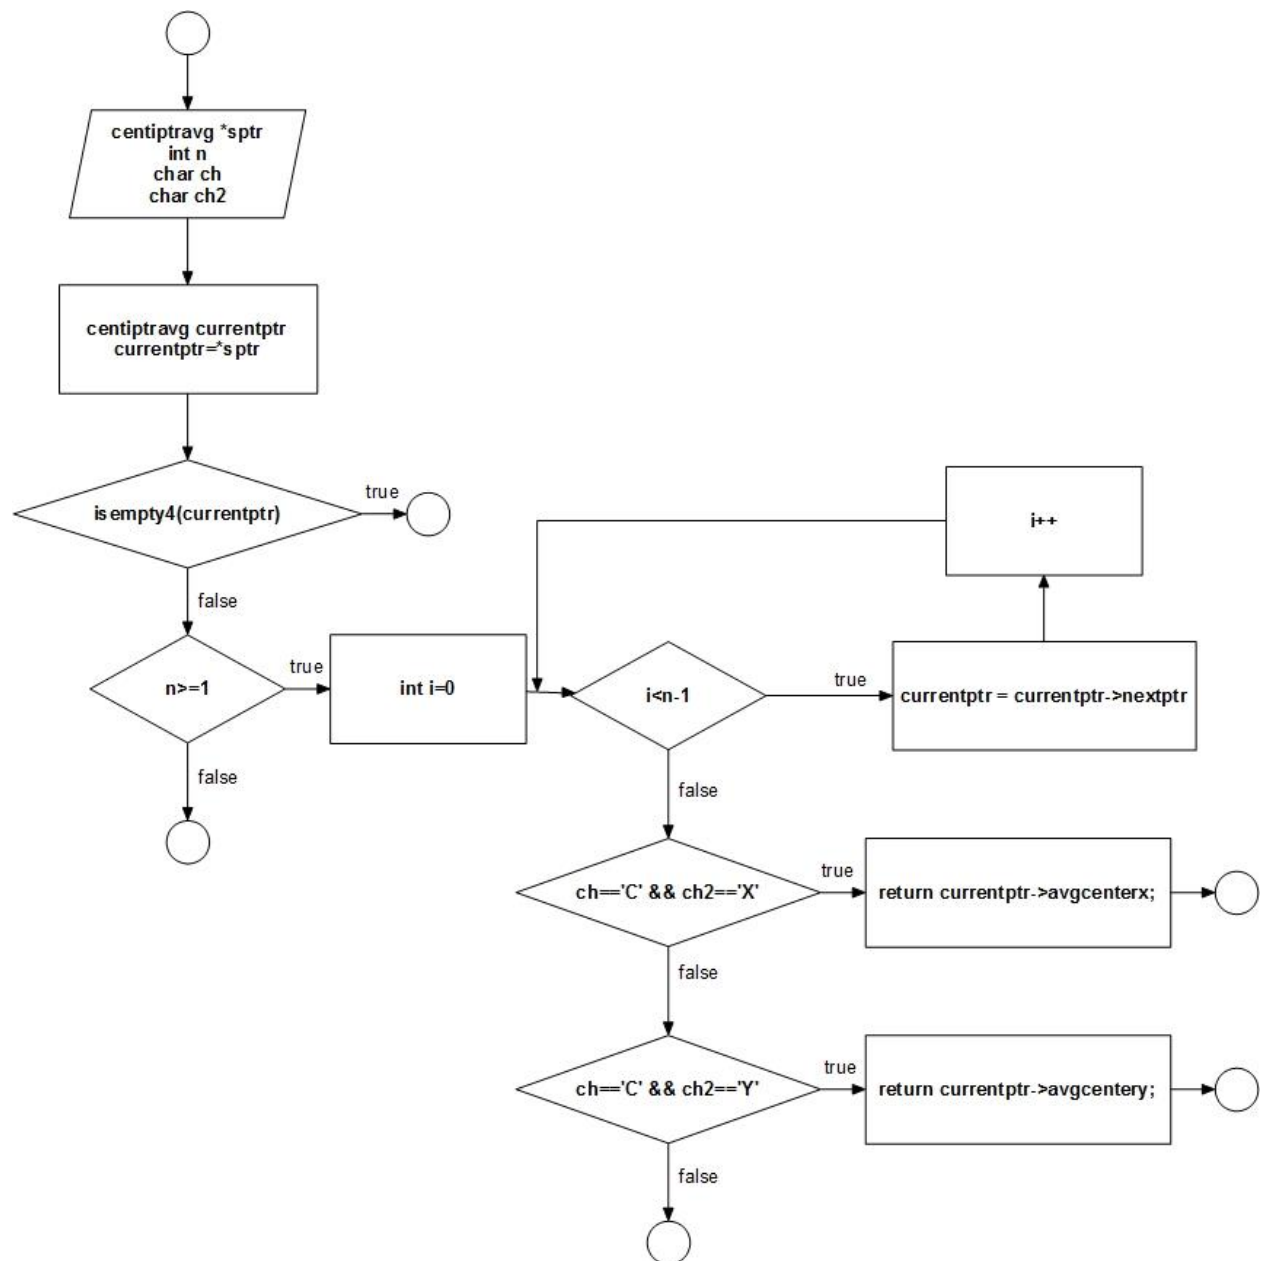 centiptravg *sptr
int n
char ch
char ch2
centiptravg currentptr
currentptr=*sptr
isempty4(currentptr)
true
false
n>=1
true
false
int i=0
i<n-1
true
currentptr = currentptr->nextptr
i++
false
ch=='C' && ch2=='X'
true
return currentptr->avgcenterx;
false
ch=='C' && ch2=='Y'
true
return currentptr->avgcentery;
false